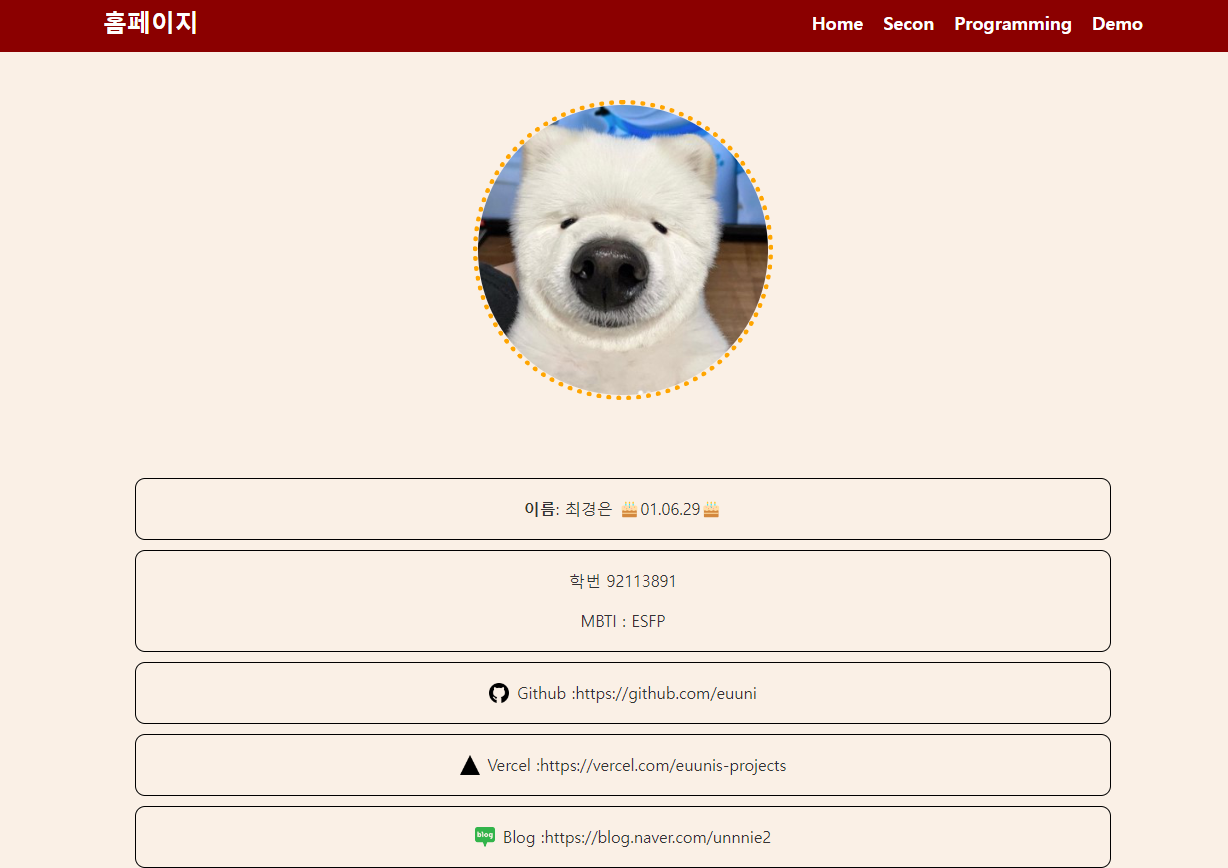 홈페이지 Home Secon Programming Demo
이름: 최경은 🎂01.06.29🎂
학번 92113891
MBTI : ESFP
Github :https://github.com/euuni
Vercel :https://vercel.com/euunis-projects
blog Blog :https://blog.naver.com/unnnie2